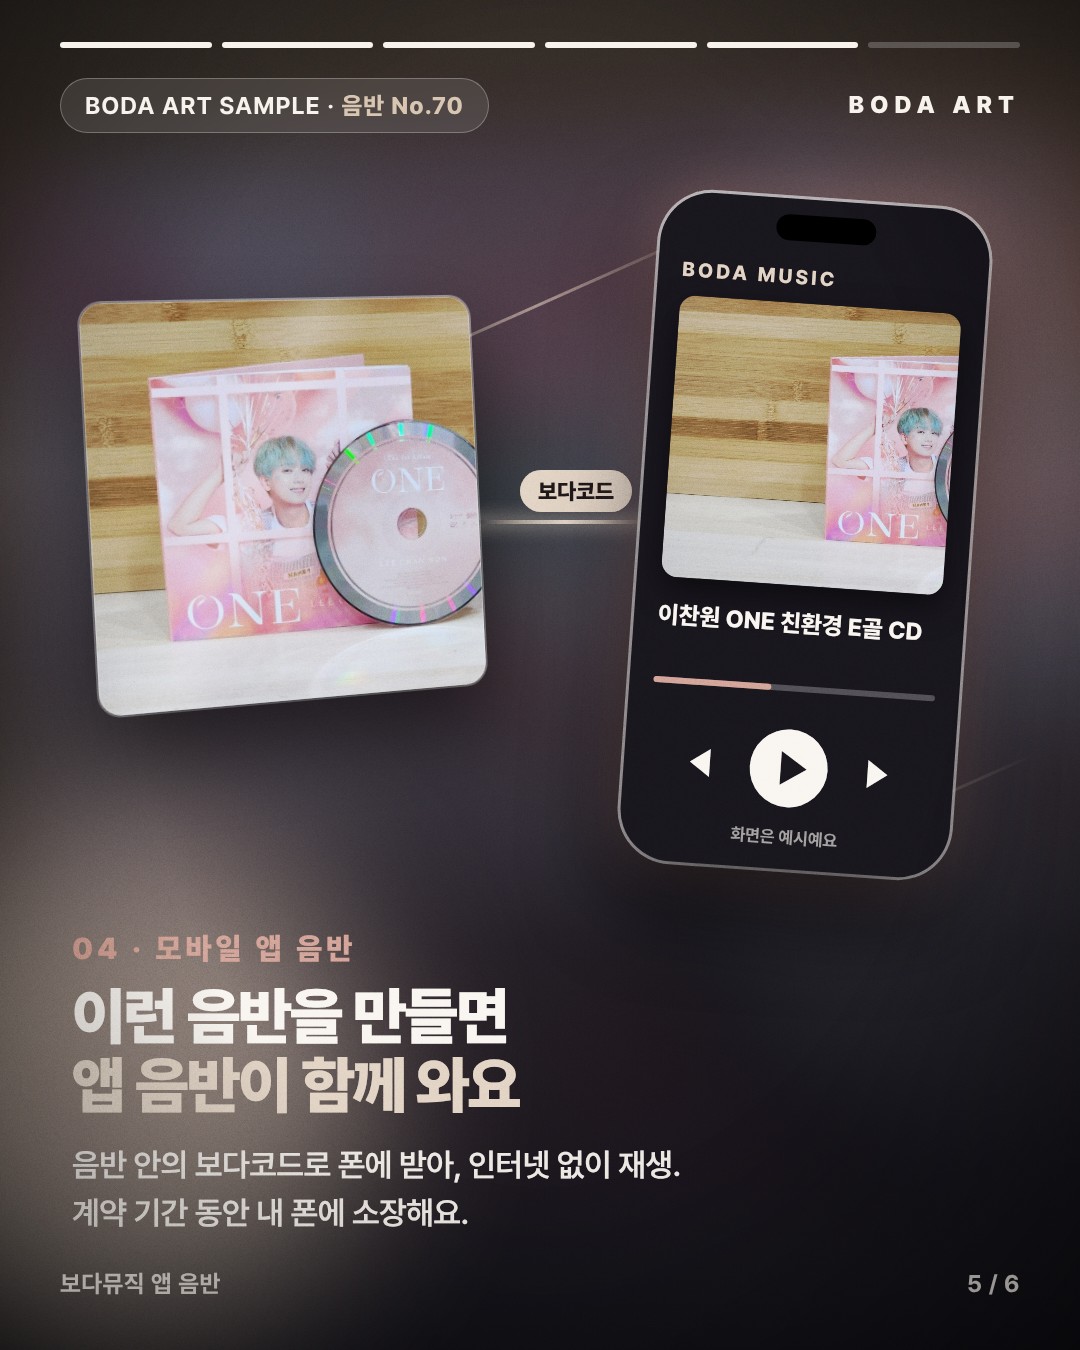 BODA ART SAMPLE · 음반 No.70
BODA ART
BODA MUSIC
ONE
ONE
ONE
보다코드
이찬원 ONE 친환경 E골 CD
화면은 예시예요
04 · 모바일 앱 음반
이런 음반을 만들면
앱 음반이 함께 와요
음반 안의 보다코드로 폰에 받아, 인터넷 없이 재생.
계약 기간 동안 내 폰에 소장해요.
보다뮤직 앱 음반
5 / 6